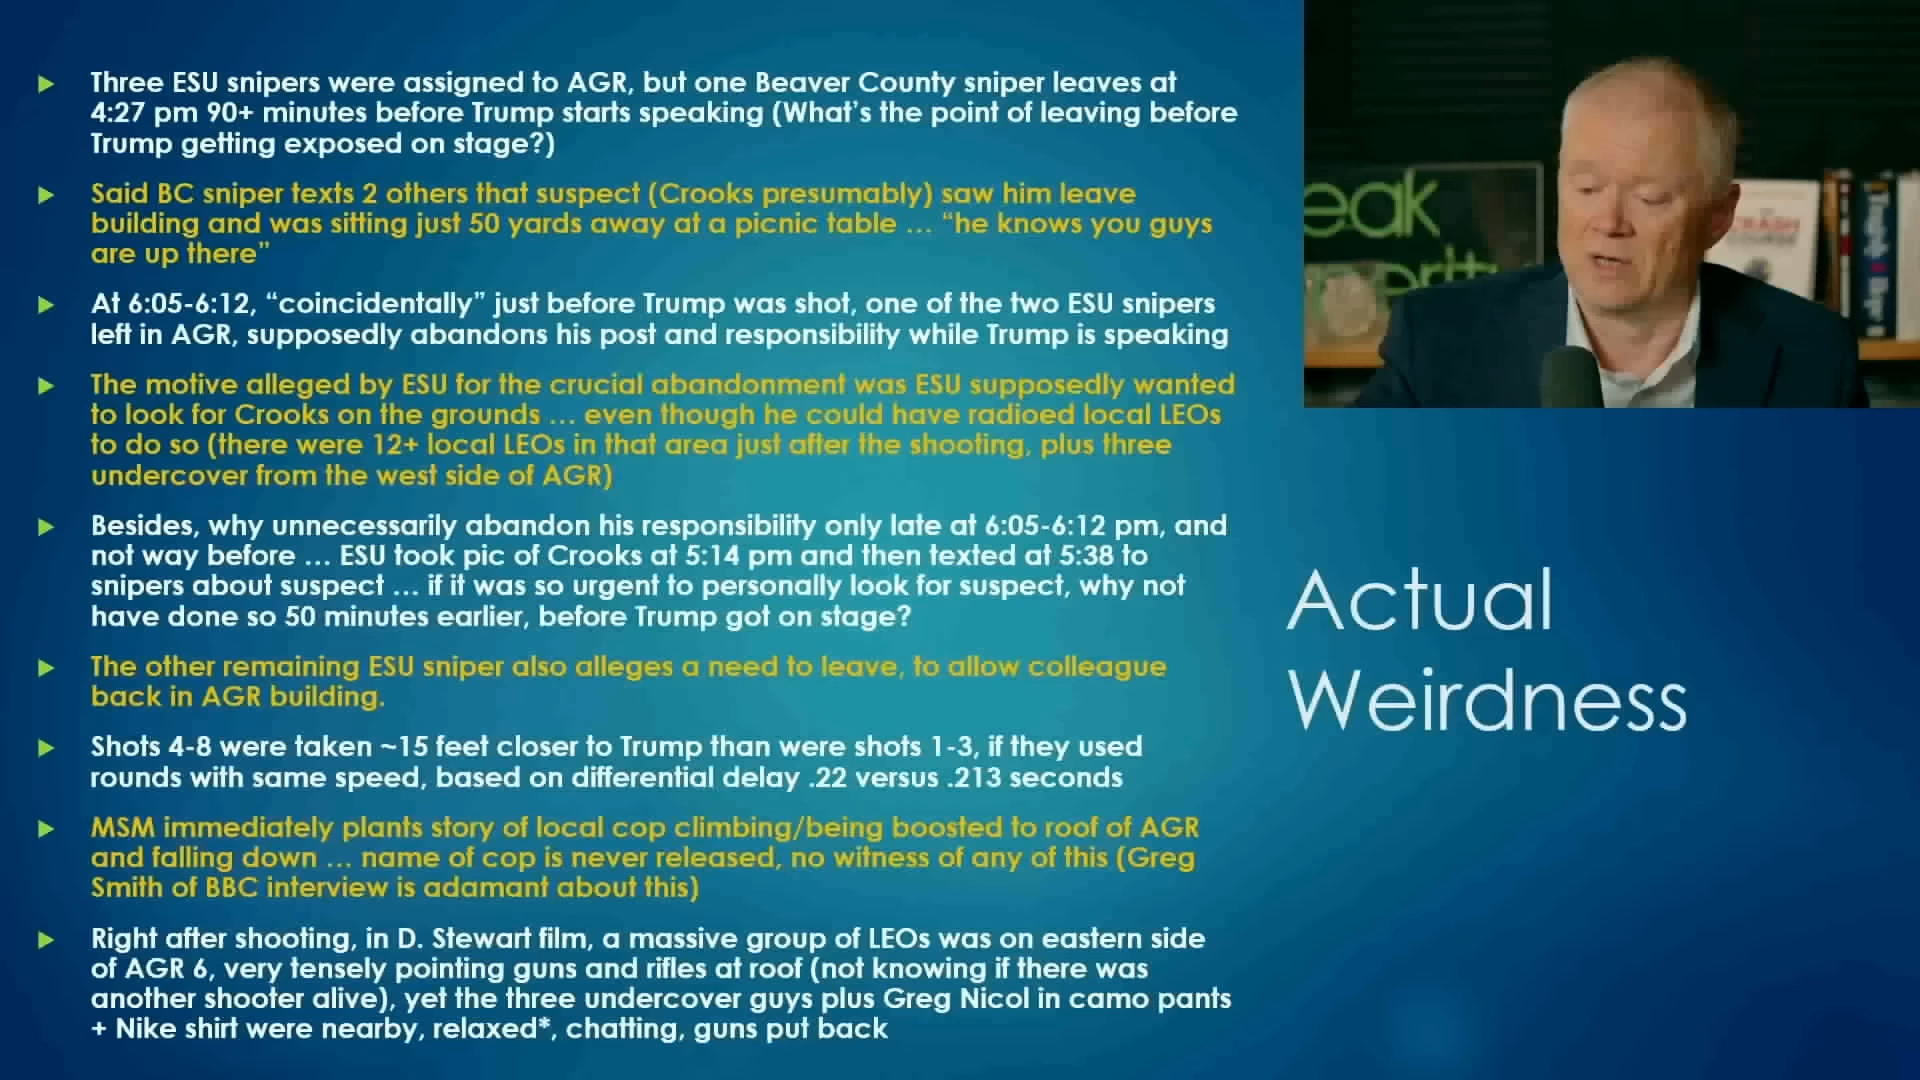 Three ESU snipers were assigned to AGR, but one Beaver County sniper leaves at
4:27 pm 90+ minutes before Trump starts speaking (What's the point of leaving before
Trump getting exposed on stage?)
Said BC sniper texts 2 others that suspect (Crooks presumably) saw him leave
building and was sitting just 50 yards away at a picnic table … “he knows you guys
are up there”
At 6:05-6:12, “coincidentally” just before Trump was shot, one of the two ESU snipers
left in AGR, supposedly abandons his post and responsibility while Trump is speaking
The motive alleged by ESU for the crucial abandonment was ESU supposedly wanted
to look for Crooks on the grounds … even though he could have radioed local LEOs
to do so (there were 12+ local LEOs in that area just after the shooting, plus three
undercover from the west side of AGR)
Besides, why unnecessarily abandon his responsibility only late at 6:05-6:12 pm, and
not way before … ESU took pic of Crooks at 5:14 pm and then texted at 5:38 to
snipers about suspect … if it was so urgent to personally look for suspect, why not
have done so 50 minutes earlier, before Trump got on stage?
The other remaining ESU sniper also alleges a need to leave, to allow colleague
back in AGR building.
Shots 4-8 were taken ~15 feet closer to Trump than were shots 1-3, if they used
rounds with same speed, based on differential delay .22 versus .213 seconds
MSM immediately plants story of local cop climbing/being boosted to roof of AGR
and falling down … name of cop is never released, no witness of any of this (Greg
Smith of BBC interview is adamant about this)
Right after shooting, in D. Stewart film, a massive group of LEOs was on eastern side
of AGR 6, very tensely pointing guns and rifles at roof (not knowing if there was
another shooter alive), yet the three undercover guys plus Greg Nicol in camo pants
+ Nike shirt were nearby, relaxed*, chatting, guns put back
Actual
Weirdness
eak